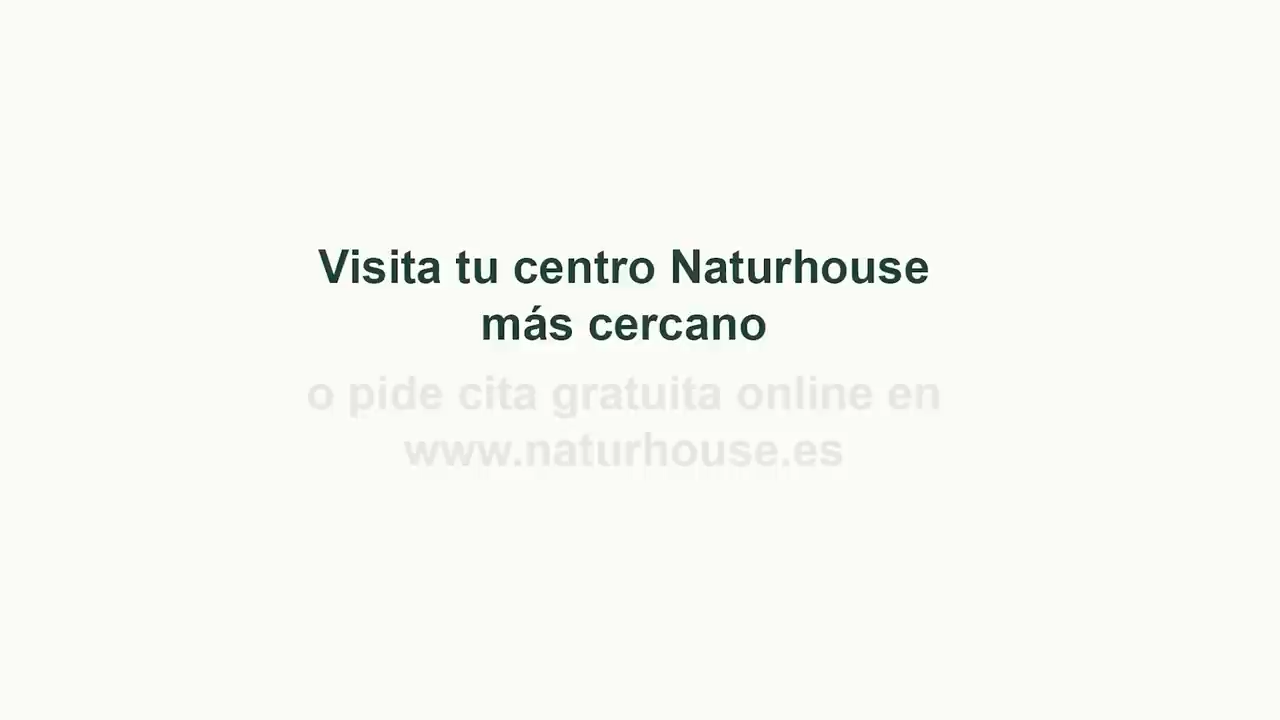 Visita tu centro Naturhouse
más cercano
o pide cita gratuita online en
www.naturhouse.es